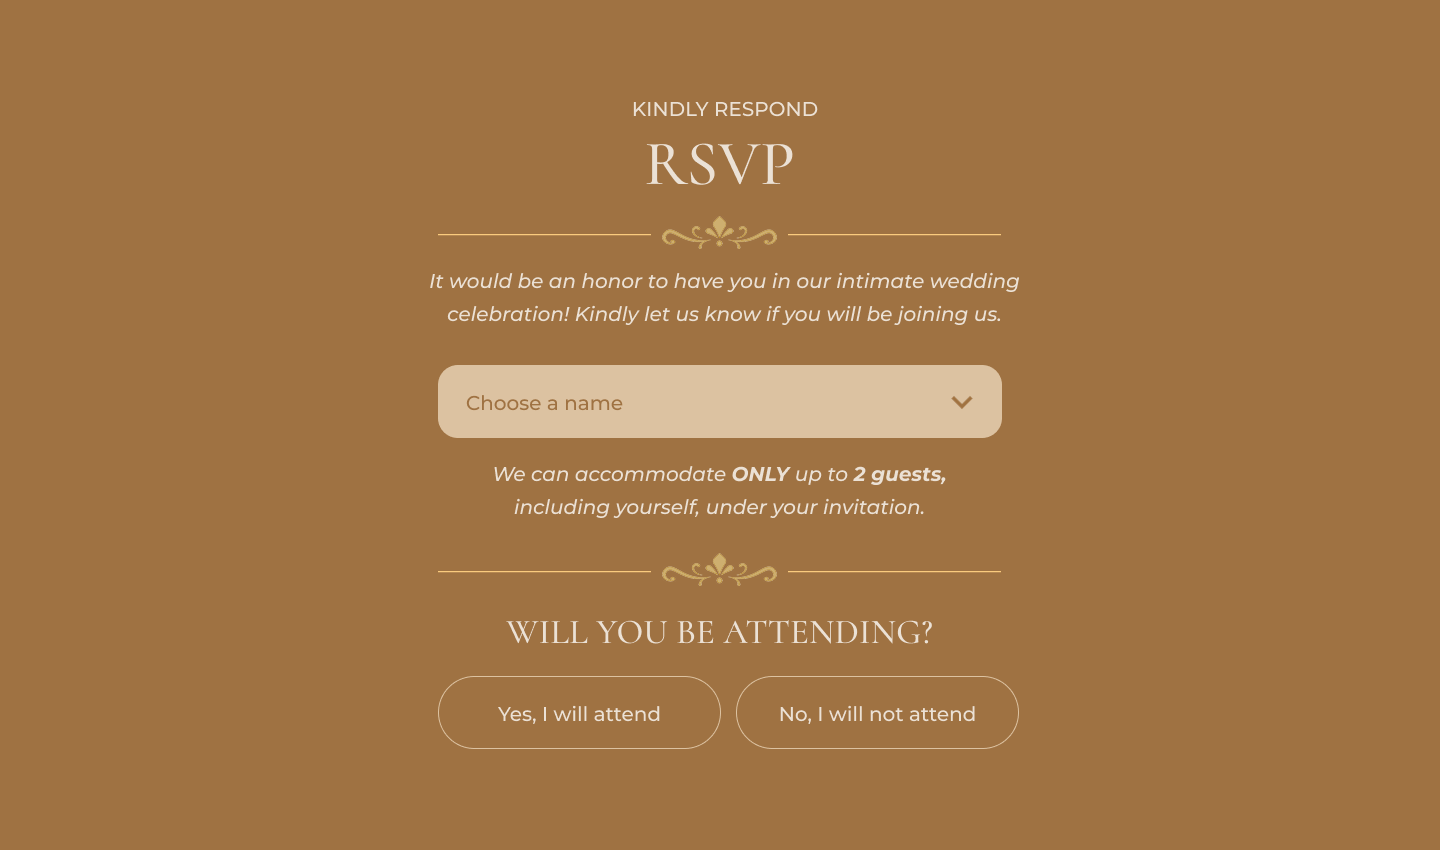 KINDLY RESPOND
RSVP
It would be an honor to have you in our intimate wedding
celebration! Kindly let us know if you will be joining us.
Choose a name
We can accommodate ONLY up to 2 guests,
including yourself, under your invitation.
WILL YOU BE ATTENDING?
Yes, I will attend
No, I will not attend